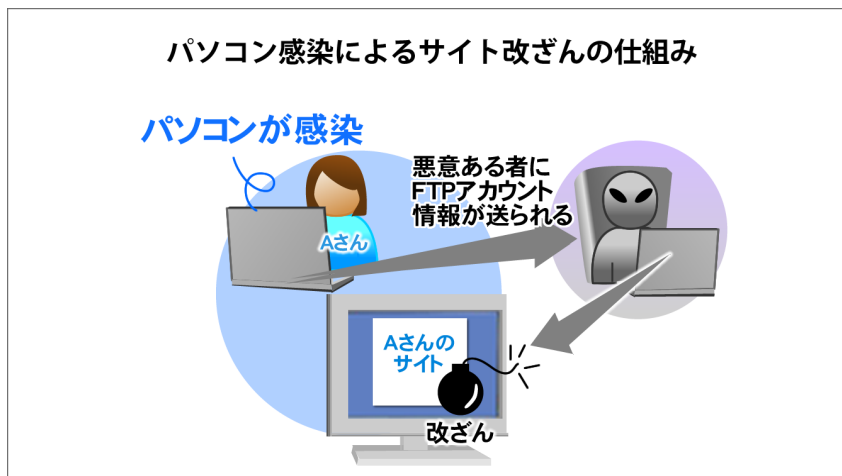 パソコン感染によるサイト改ざんの仕組み
パソコンが感染
悪意ある者に
FTPアカウント
情報が送られる
Aさん
Aさんの
サイト
改ざん